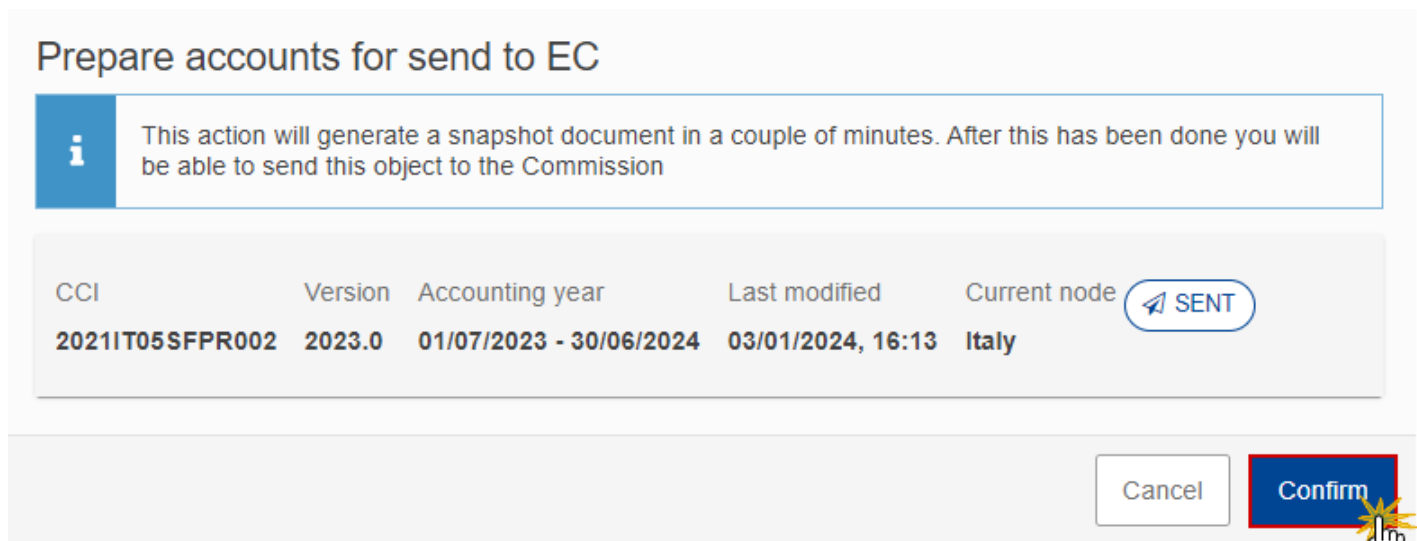 Prepare accounts for send to EC
i
This action will generate a snapshot document in a couple of minutes. After this has been done you will
be able to send this object to the Commission
CCI Version Accounting year Last modified Current node SENT
2021IT05SFPR002 2023.0 01/07/2023 - 30/06/2024 03/01/2024, 16:13 Italy
Cancel Confirm